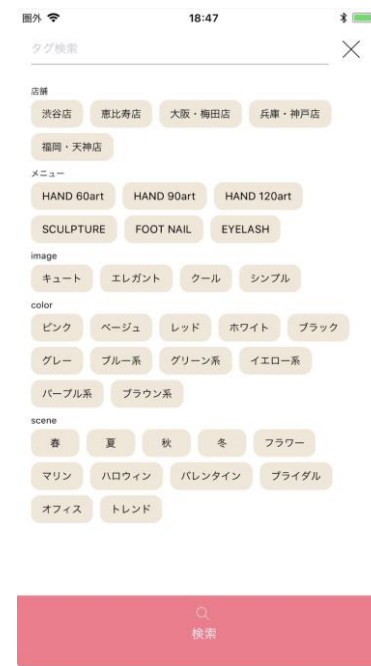 圏外 18:47
タグ検索
店舗
渋谷店 恵比寿店 大阪・梅田店 兵庫・神戸店
福岡・天神店
メニュー
HAND 60art HAND 90art HAND 120art
SCULPTURE FOOT NAIL EYELASH
image
キュート エレガント クール シンプル
color
ピンク ベージュ レッド ホワイト ブラック
グレー ブルー系 グリーン系 イエロー系
パープル系 ブラウン系
scene
春 夏 秋 冬 フラワー
マリン ハロウィン バレンタイン ブライダル
オフィス トレンド
検索